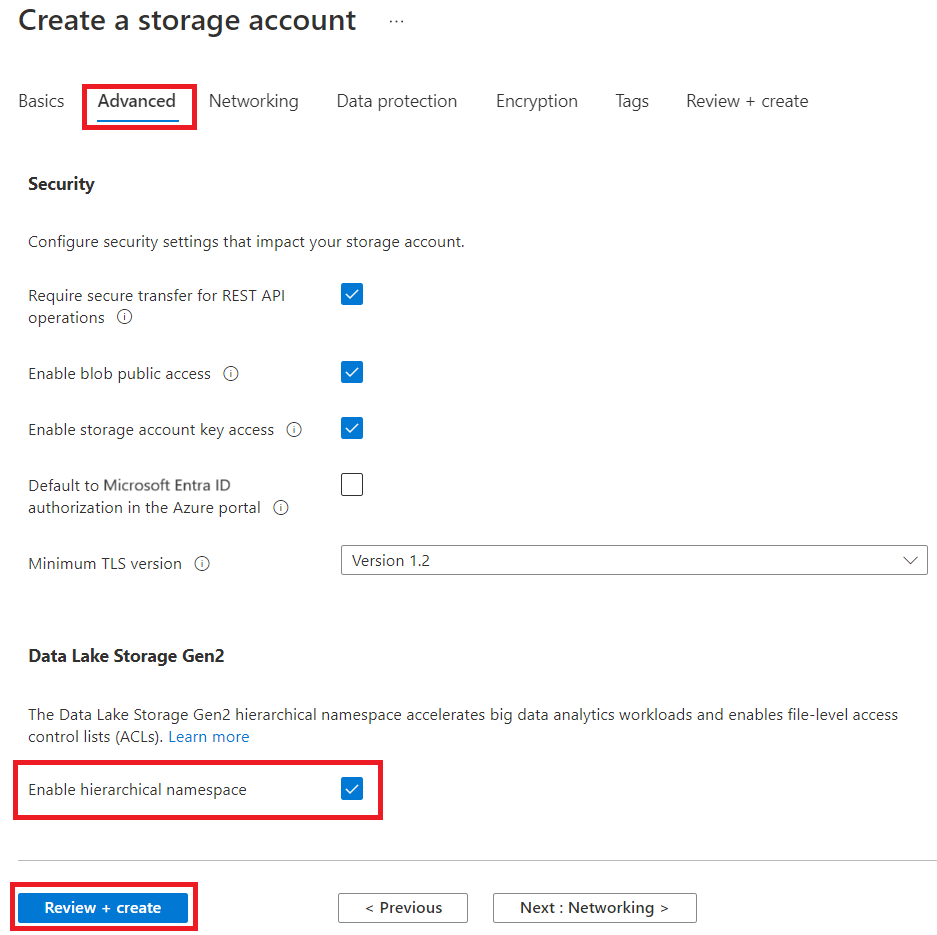 Create a storage account ...
Basics Advanced Networking Data protection Encryption Tags Review + create
Security
Configure security settings that impact your storage account.
Require secure transfer for REST API
operations
Enable blob public access
Enable storage account key access
Default to Microsoft Entra ID
authorization in the Azure portal
Minimum TLS version Version 1.2
Data Lake Storage Gen2
The Data Lake Storage Gen2 hierarchical namespace accelerates big data analytics workloads and enables file-level access
control lists (ACLs). Learn more
Enable hierarchical namespace
Review + create < Previous Next : Networking >